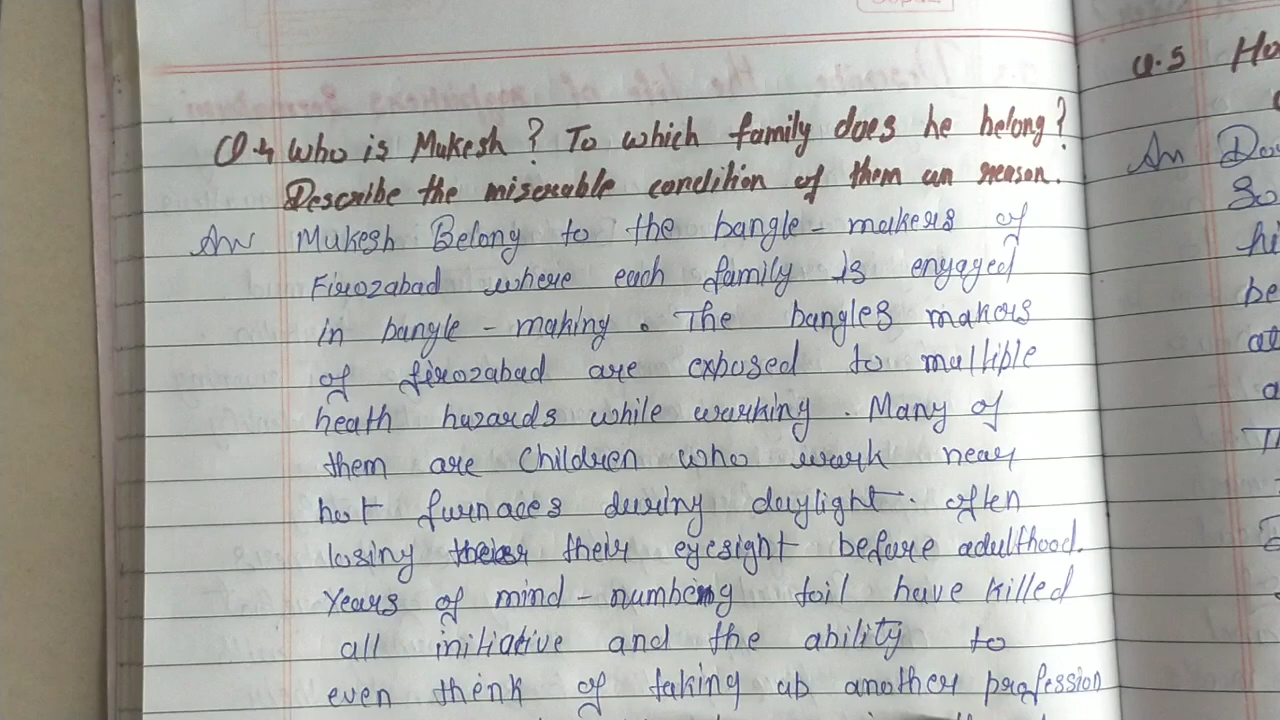 Q.4 Who is Mukesh? To which family does he belong?
Describe the miserable condition of them an reason.
An Mukesh Belong to the bangle-makers of
Firozabad where each family is engaged
in bangle-making. The bangles makers
of firozabad are exposed to multiple
heath hazards while working. Many of
them are Children who work near
hot furnaces during daylight. often
losing their eyesight before adulthood.
Years of mind-numbing toil have killed
all initiative and the ability to
even think of taking up another profession
Q.5 Ho
An
So
hi
be
at
a